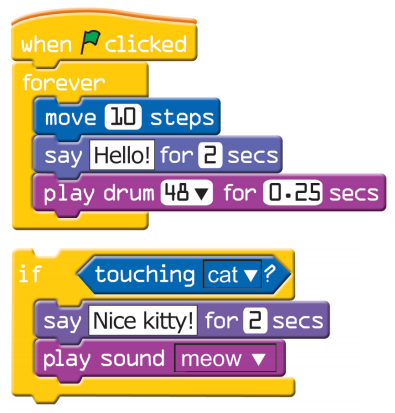 when clicked
forever
move 10 steps
say Hello! for 2 secs
play drum 48 for 0.25 secs
if touching cat ?
say Nice kitty! for 2 secs
play sound meow